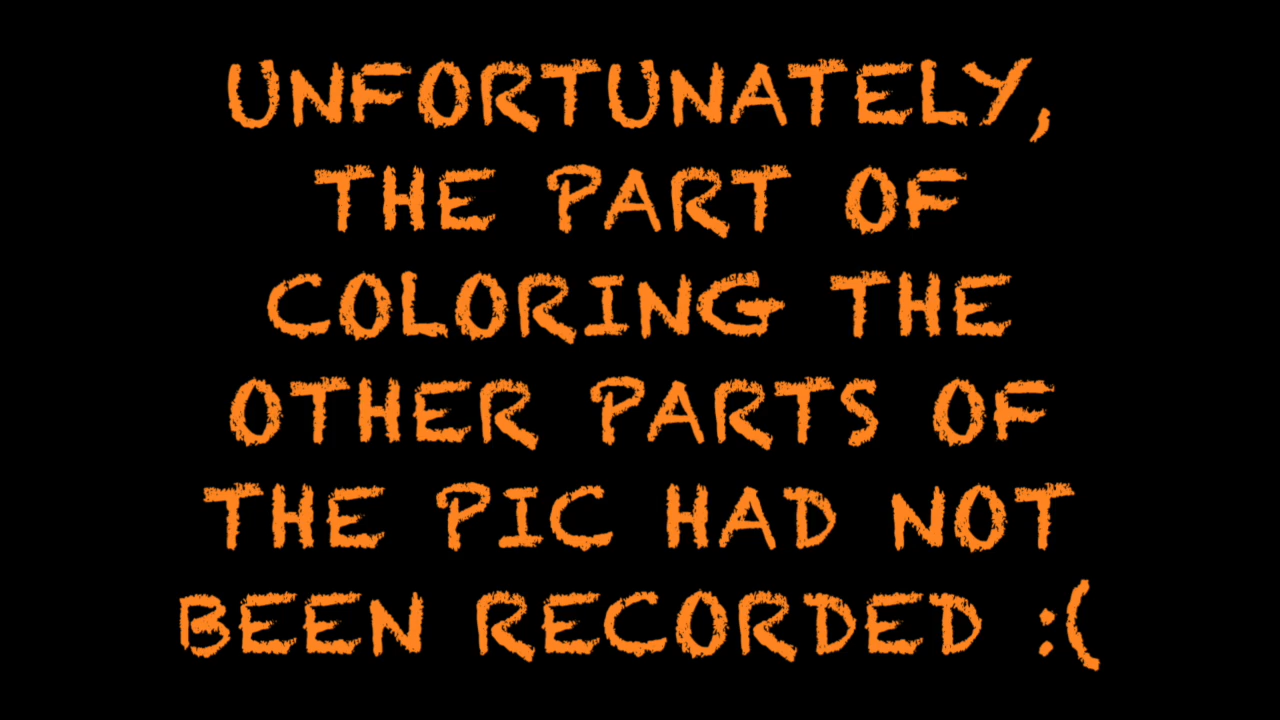 UNFORTUNATELY,
THE PART OF
COLORING THE
OTHER PARTS OF
THE PIC HAD NOT
BEEN RECORDED :(